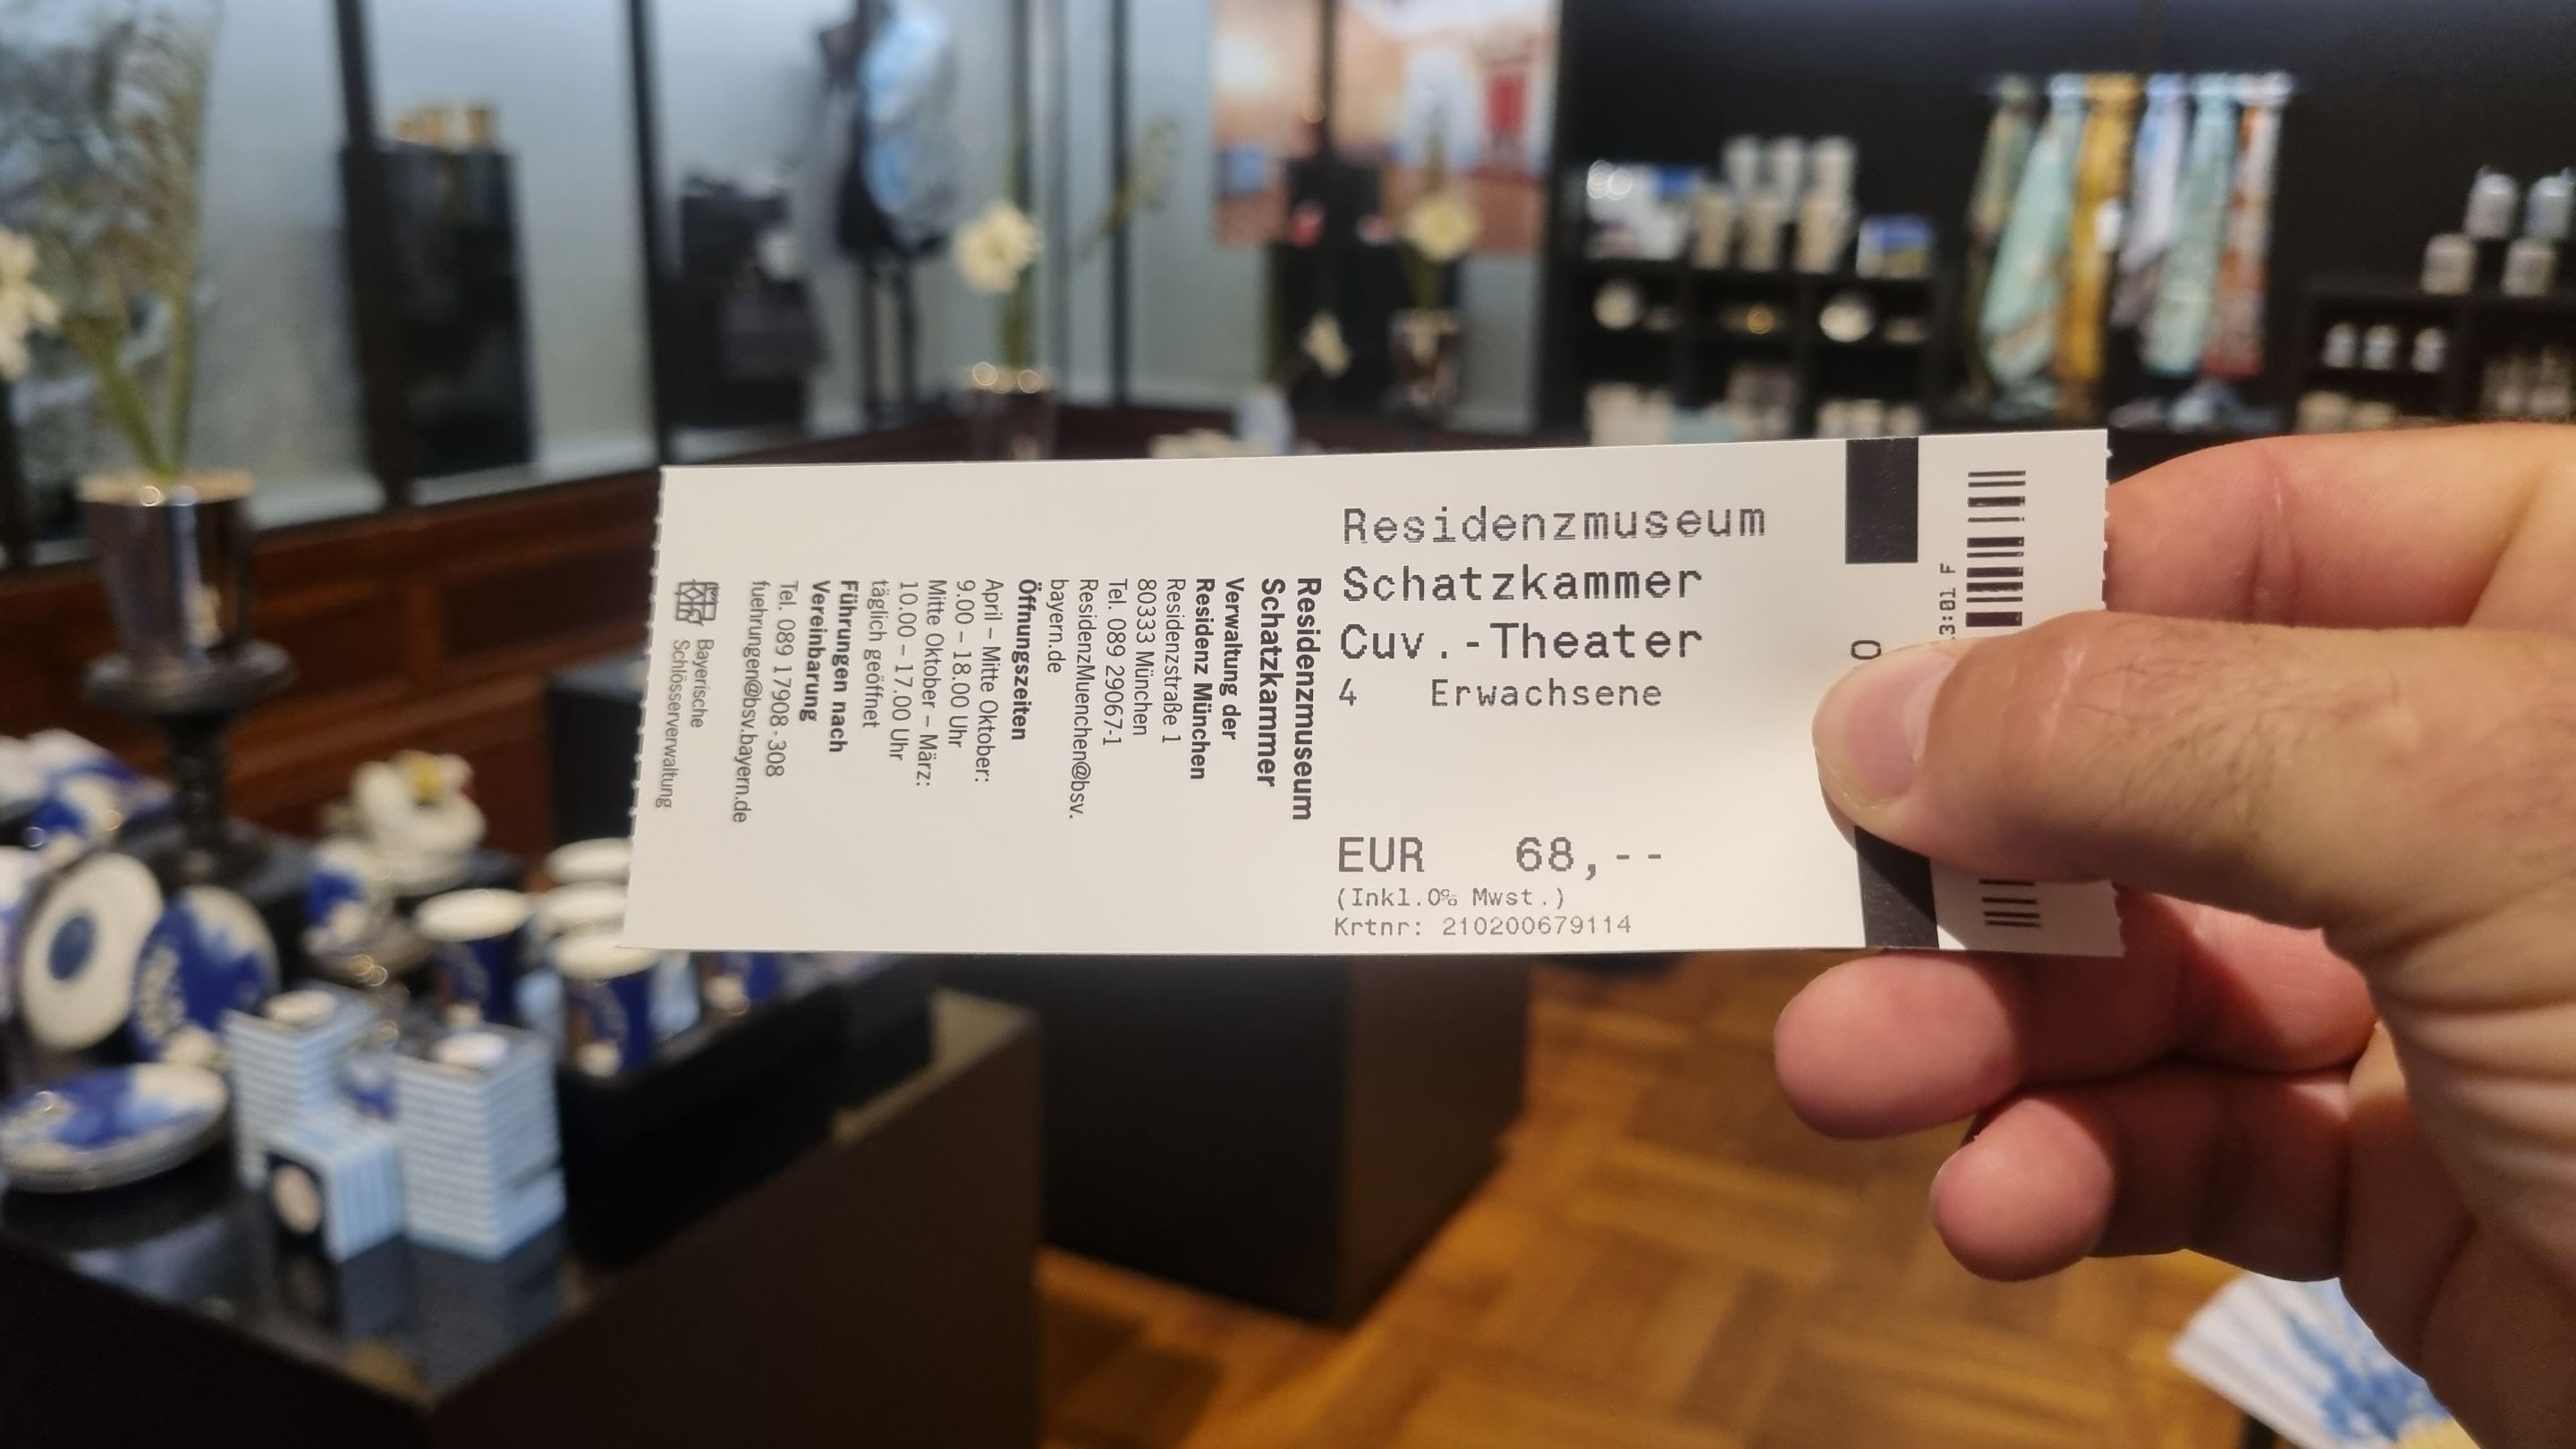 Residenzmuseum
Schatzkammer
Cuv.-Theater
4 Erwachsene
EUR 68,--
(Inkl.0% Mwst.)
Krtnr: 210200679114
Residenzmuseum
Schatzkammer
Verwaltung der
Residenz München
Residenzstraße 1
80333 München
Tel. 089 29067-1
ResidenzMuenchen@bsv.
bayern.de
Öffnungszeiten
April – Mitte Oktober:
9.00 – 18.00 Uhr
Mitte Oktober – März:
10.00 – 17.00 Uhr
täglich geöffnet
Führungen nach
Vereinbarung
Tel. 089 17908-308
fuehrungen@bsv.bayern.de
Bayerische
Schlösserverwaltung